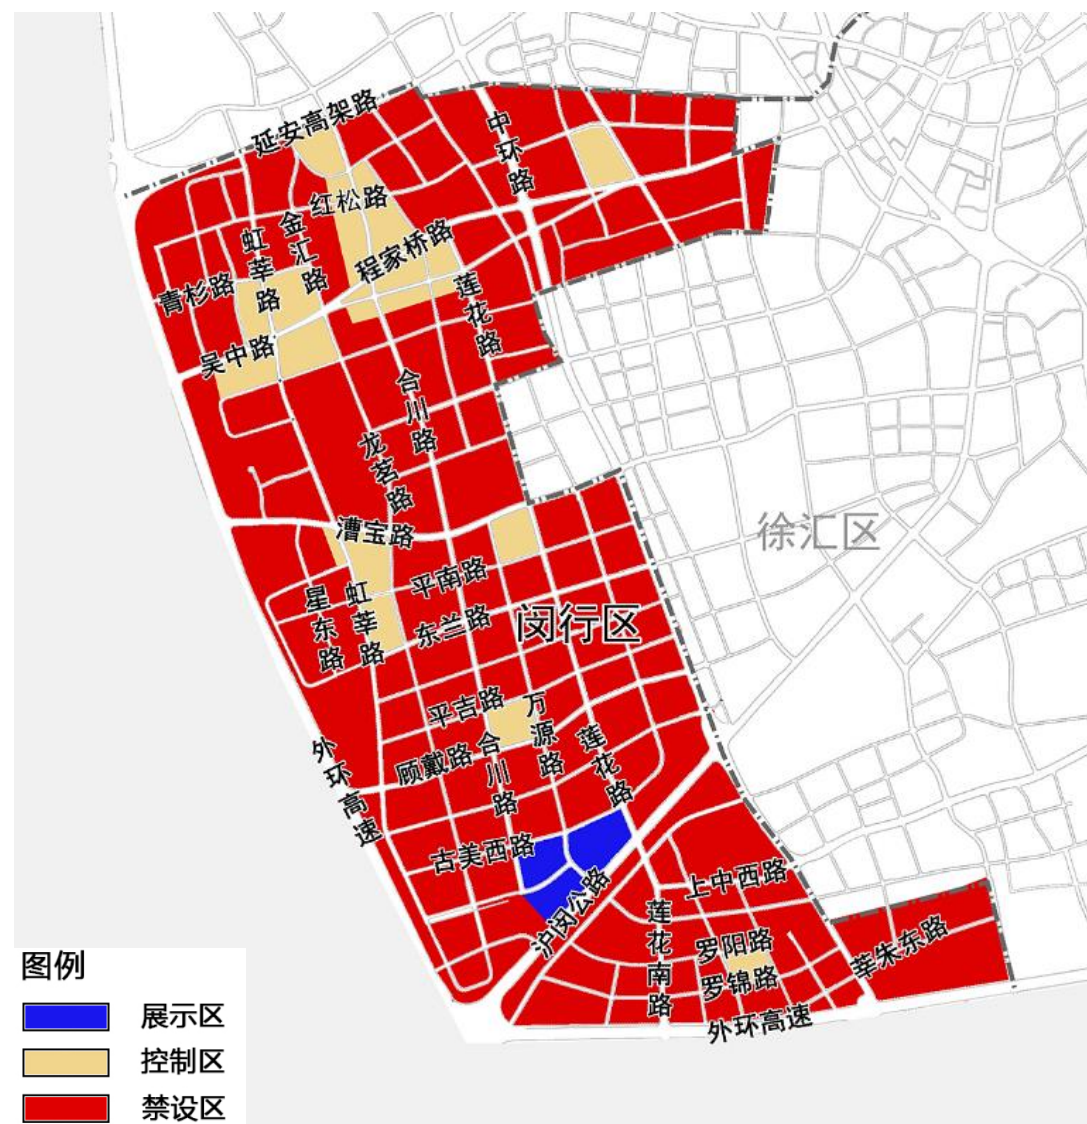 延安高架路
中环路
红松路
金汇路
虹莘路
程家桥路
青杉路
莲花路
吴中路
合川路
龙茗路
漕宝路
徐汇区
平南路
星东路
虹莘路
东兰路
闵行区
平吉路
万源路
莲花路
顾戴路
合川路
外环高速
古美西路
沪闵公路
上中西路
莲花南路
罗阳路
莘朱东路
罗锦路
外环高速
图例
展示区
控制区
禁设区